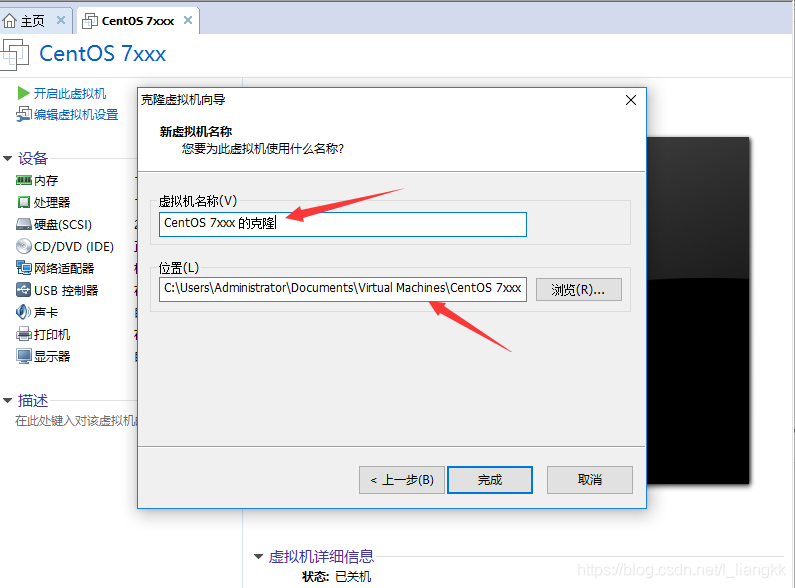 主页
CentOS 7xxx
CentOS 7xxx
开启此虚拟机
编辑虚拟机设置
设备
内存
处理器
硬盘(SCSI)
CD/DVD (IDE)
网络适配器
USB 控制器
声卡
打印机
显示器
描述
在此处键入对该虚拟机
克隆虚拟机向导
新虚拟机名称
您要为此虚拟机使用什么名称?
虚拟机名称(V)
CentOS 7xxx 的克隆
位置(L)
C:\Users\Administrator\Documents\Virtual Machines\CentOS 7xxx
浏览(R)...
< 上一步(B)
完成
取消
虚拟机详细信息
状态: 已关机
https://blog.csdn.net/l_liangkk